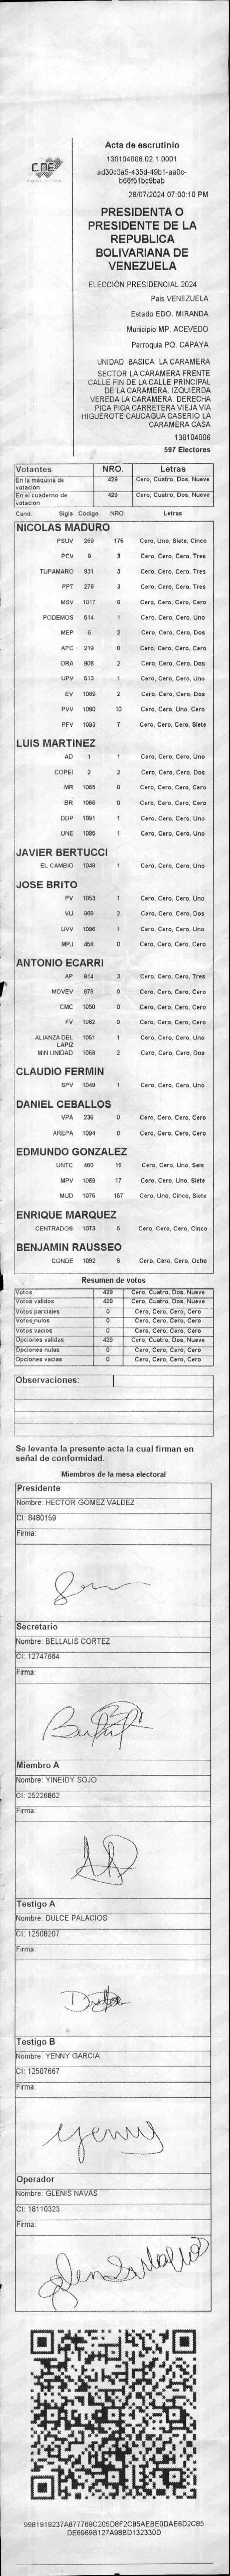 CNE
Acta de escrutinio
130104006.02.1.0001
ad30c3a5-435d-49b1-aa0c-
b66f51bc9bab
28/07/2024 07:00:10 PM
PRESIDENTA O
PRESIDENTE DE LA
REPUBLICA
BOLIVARIANA DE
VENEZUELA
ELECCIÓN PRESIDENCIAL 2024
Pais VENEZUELA
Estado EDO. MIRANDA
Municipio MP. ACEVEDO
Parroquia PQ. CAPAYA
UNIDAD BASICA LA CARAMERA
SECTOR LA CARAMERA FRENTE
CALLE FIN DE LA CALLE PRINCIPAL
DE LA CARAMERA. IZQUIERDA
VEREDA LA CARAMERA. DERECHA
PICA PICA CARRETERA VIEJA VIA
HIGUEROTE CAUCAGUA CASERIO LA
CARAMERA CASA
130104006
597 Electores
Votantes NRO. Letras
En la máquina de votación 429 Cero, Cuatro, Dos, Nueve
En el cuaderno de votación 429 Cero, Cuatro, Dos, Nueve
Cand. Sigla Código NRO. Letras
NICOLAS MADURO
PSUV 269 175 Cero, Uno, Siete, Cinco
PCV 9 3 Cero, Cero, Cero, Tres
TUPAMARO 931 3 Cero, Cero, Cero, Tres
PPT 276 3 Cero, Cero, Cero, Tres
MSV 1017 0 Cero, Cero, Cero, Cero
PODEMOS 514 1 Cero, Cero, Cero, Uno
MEP 6 2 Cero, Cero, Cero, Dos
APC 219 0 Cero, Cero, Cero, Cero
ORA 906 2 Cero, Cero, Cero, Dos
UPV 613 1 Cero, Cero, Cero, Uno
EV 1089 2 Cero, Cero, Cero, Dos
PVV 1090 10 Cero, Cero, Uno, Cero
PFV 1093 7 Cero, Cero, Cero, Siete
LUIS MARTINEZ
AD 1 1 Cero, Cero, Cero, Uno
COPEI 2 2 Cero, Cero, Cero, Dos
MR 1065 0 Cero, Cero, Cero, Cero
BR 1066 0 Cero, Cero, Cero, Cero
DDP 1091 1 Cero, Cero, Cero, Uno
UNE 1095 1 Cero, Cero, Cero, Uno
JAVIER BERTUCCI
EL CAMBIO 1048 1 Cero, Cero, Cero, Uno
JOSE BRITO
PV 1053 1 Cero, Cero, Cero, Uno
VU 968 2 Cero, Cero, Cero, Dos
UVV 1096 1 Cero, Cero, Cero, Uno
MPJ 458 0 Cero, Cero, Cero, Cero
ANTONIO ECARRI
AP 814 3 Cero, Cero, Cero, Tres
MOVEV 878 0 Cero, Cero, Cero, Cero
CMC 1050 0 Cero, Cero, Cero, Cero
FV 1062 0 Cero, Cero, Cero, Cero
ALIANZA DEL LAPIZ 1051 1 Cero, Cero, Cero, Uno
MIN UNIDAD 1068 2 Cero, Cero, Cero, Dos
CLAUDIO FERMIN
SPV 1049 1 Cero, Cero, Cero, Uno
DANIEL CEBALLOS
VPA 236 0 Cero, Cero, Cero, Cero
AREPA 1094 0 Cero, Cero, Cero, Cero
EDMUNDO GONZALEZ
UNTC 460 16 Cero, Cero, Uno, Seis
MPV 1069 17 Cero, Cero, Uno, Siete
MUD 1075 157 Cero, Uno, Cinco, Siete
ENRIQUE MARQUEZ
CENTRADOS 1073 5 Cero, Cero, Cero, Cinco
BENJAMIN RAUSSEO
CONDE 1092 8 Cero, Cero, Cero, Ocho
Resumen de votos
Votos 429 Cero, Cuatro, Dos, Nueve
Votos validos 429 Cero, Cuatro, Dos, Nueve
Votos parciales 0 Cero, Cero, Cero, Cero
Votos nulos 0 Cero, Cero, Cero, Cero
Votos vacios 0 Cero, Cero, Cero, Cero
Opciones validas 429 Cero, Cuatro, Dos, Nueve
Opciones nulas 0 Cero, Cero, Cero, Cero
Opciones vacias 0 Cero, Cero, Cero, Cero
Observaciones:
Se levanta la presente acta la cual firman en
señal de conformidad.
Miembros de la mesa electoral
Presidente
Nombre: HECTOR GOMEZ VALDEZ
CI: 8480159
Firma:
Secretario
Nombre: BELLALIS CORTEZ
CI: 12747664
Firma:
Miembro A
Nombre: YINEIDY SOJO
CI: 25226862
Firma:
Testigo A
Nombre: DULCE PALACIOS
CI: 12508207
Firma:
Testigo B
Nombre: YENNY GARCIA
CI: 12507667
Firma:
yenny
Operador
Nombre: GLENIS NAVAS
CI: 18110323
Firma:
9981919237A877769C205D8F2C85AEBE0DAE6D2C85
DE6969B127A98BD132330D